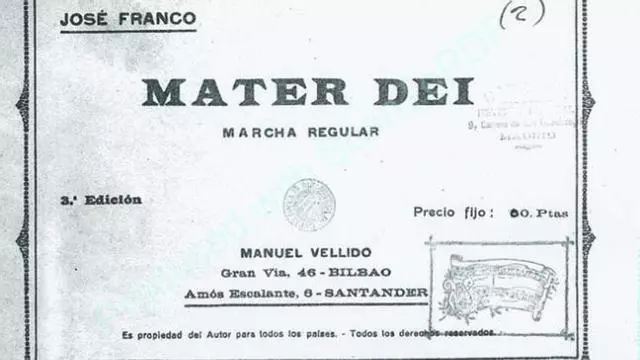 JOSÉ FRANCO
(2)
MATER DEI
MARCHA REGULAR
3.ª Edición
Precio fijo: 60. Ptas
MANUEL VELLIDO
Gran Via, 46 - BILBAO
Amós Escalante, 6 - SANTANDER
Es propiedad del Autor para todos los países. - Todos los derechos reservados.